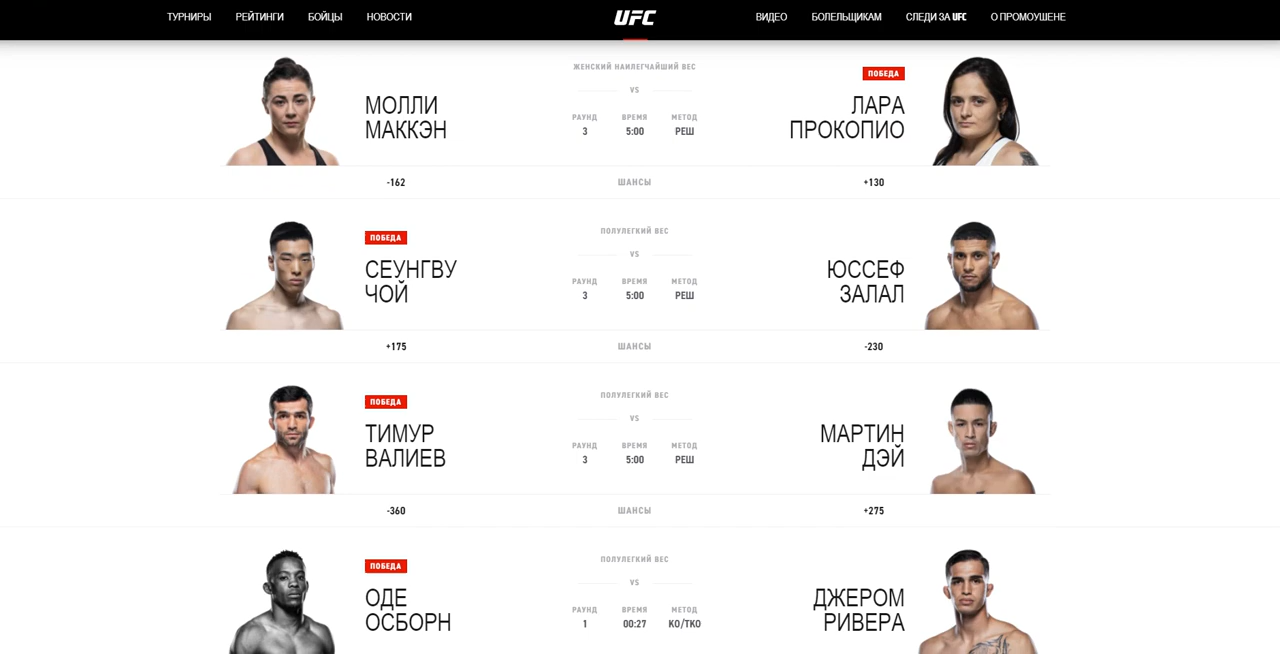 ТУРНИРЫ РЕЙТИНГИ БОЙЦЫ НОВОСТИ UFC ВИДЕО БОЛЕЛЬЩИКАМ СЛЕДИ ЗА UFC О ПРОМОУШЕНЕ
ЖЕНСКИЙ НАИЛЕГЧАЙШИЙ ВЕС
ПОБЕДА
VS
МОЛЛИ
МАККЭН
РАУНД ВРЕМЯ МЕТОД
3 5:00 РЕШ
ЛАРА
ПРОКОПИО
-162 ШАНСЫ +130
ПОЛУЛЕГКИЙ ВЕС
ПОБЕДА
VS
СЕУНГВУ
ЧОЙ
РАУНД ВРЕМЯ МЕТОД
3 5:00 РЕШ
ЮССЕФ
ЗАЛАЛ
+175 ШАНСЫ -230
ПОЛУЛЕГКИЙ ВЕС
ПОБЕДА
VS
ТИМУР
ВАЛИЕВ
РАУНД ВРЕМЯ МЕТОД
3 5:00 РЕШ
МАРТИН
ДЭЙ
-360 ШАНСЫ +275
ПОЛУЛЕГКИЙ ВЕС
ПОБЕДА
VS
ОДЕ
ОСБОРН
РАУНД ВРЕМЯ МЕТОД
1 00:27 KO/TKO
ДЖЕРОМ
РИВЕРА